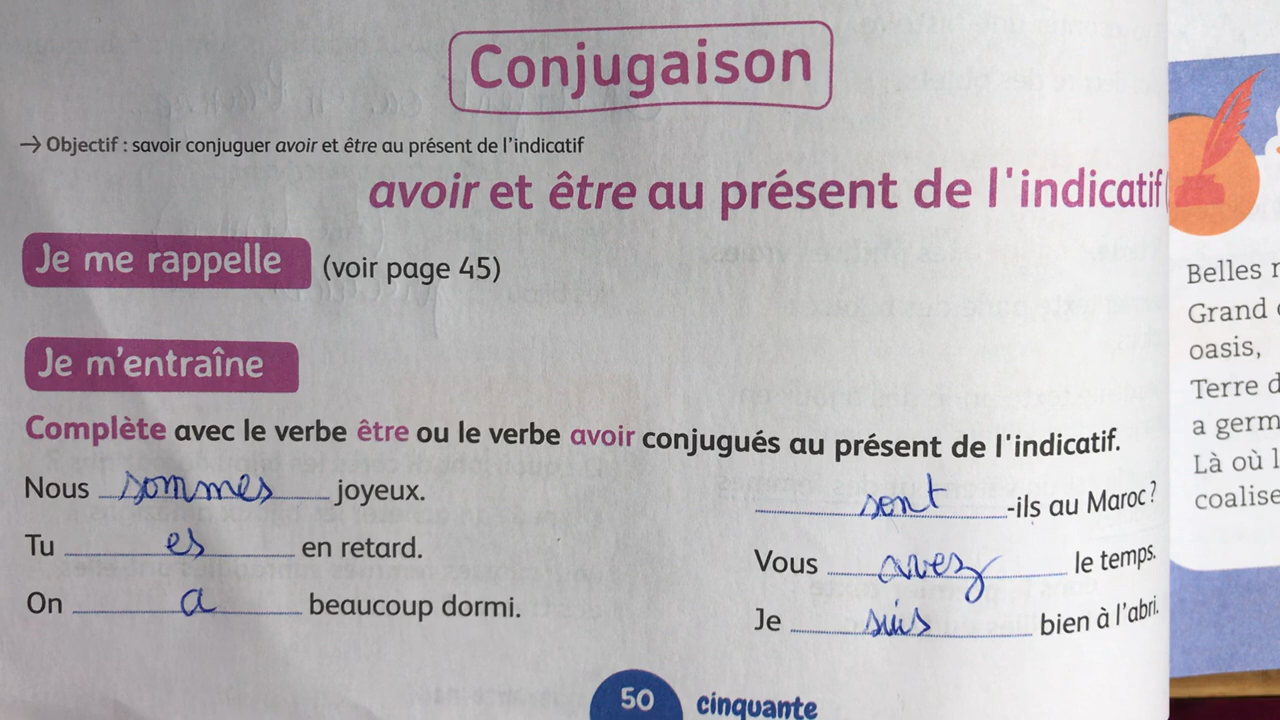 Conjugaison
→ Objectif : savoir conjuguer avoir et être au présent de l'indicatif
avoir et être au présent de l'indicatif
Je me rappelle (voir page 45)
Je m'entraîne
Complète avec le verbe être ou le verbe avoir conjugués au présent de l'indicatif.
Nous sommes joyeux.
Tu es en retard.
On a beaucoup dormi.
sont -ils au Maroc ?
Vous avez le temps.
Je suis bien à l'abri.
50 cinquante
Belles
Grand
oasis,
Terre
a germ
Là où
coalise